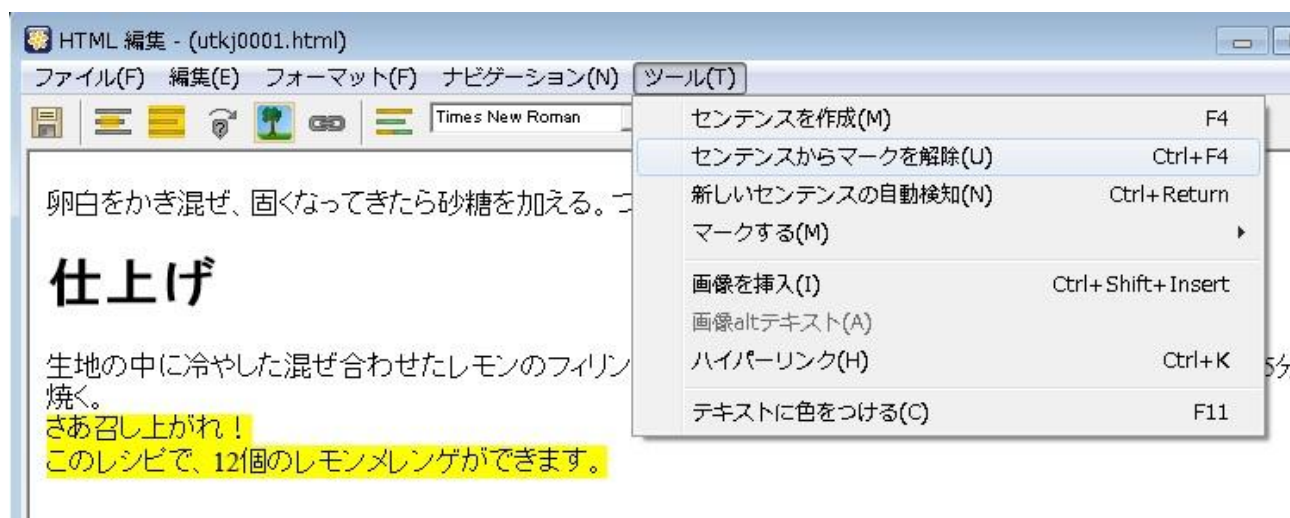 HTML 編集 - (utkj0001.html)
ファイル(F) 編集(E) フォーマット(F) ナビゲーション(N) ツール(T)
Times New Roman
センテンスを作成(M) F4
センテンスからマークを解除(U) Ctrl+F4
新しいセンテンスの自動検知(N) Ctrl+Return
マークする(M)
画像を挿入(I) Ctrl+Shift+Insert
画像altテキスト(A)
ハイパーリンク(H) Ctrl+K
テキストに色をつける(C) F11
卵白をかき混ぜ、固くなってきたら砂糖を加える。つ
仕上げ
生地の中に冷やした混ぜ合わせたレモンのフィリン 5分
焼く。
さあ召し上がれ！
このレシピで、12個のレモンメレンゲができます。